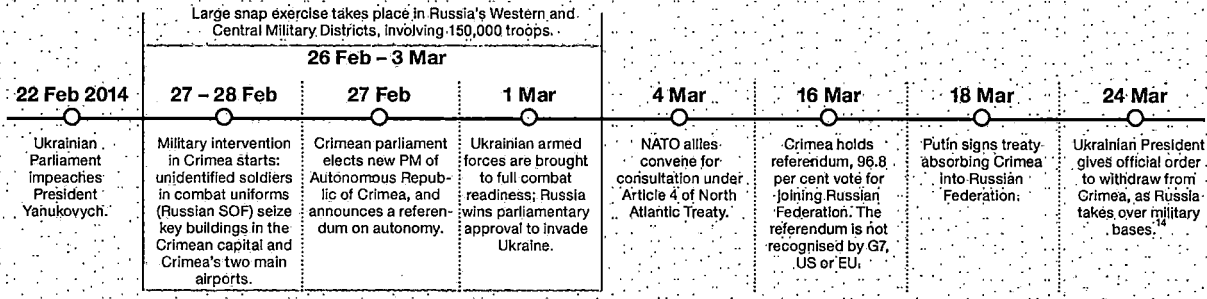 Large snap exercise takes place in Russia's Western and
Central Military Districts, involving 150,000 troops.
26 Feb – 3 Mar
22 Feb 2014
Ukrainian
Parliament
impeaches
President
Yanukovych.
27 – 28 Feb
Military intervention
in Crimea starts:
unidentified soldiers
in combat uniforms
(Russian SOF) seize
key buildings in the
Crimean capital and
Crimea's two main
airports.
27 Feb
Crimean parliament
elects new PM of
Autonomous Repub-
lic of Crimea, and
announces a referen-
dum on autonomy.
1 Mar
Ukrainian armed
forces are brought
to full combat
readiness; Russia
wins parliamentary
approval to invade
Ukraine.
4 Mar
NATO allies
convene for
consultation under
Article 4 of North
Atlantic Treaty.
16 Mar
Crimea holds
referendum, 96.8
per cent vote for
joining Russian
Federation. The
referendum is not
recognised by G7,
US or EU.
18 Mar
Putin signs treaty
absorbing Crimea
into Russian
Federation.
24 Mar
Ukrainian President
gives official order
to withdraw from
Crimea, as Russia
takes over military
bases.14